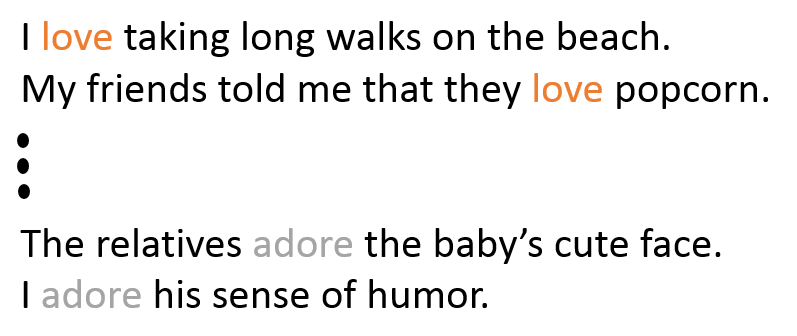 I love taking long walks on the beach.
My friends told me that they love popcorn.
The relatives adore the baby’s cute face.
I adore his sense of humor.